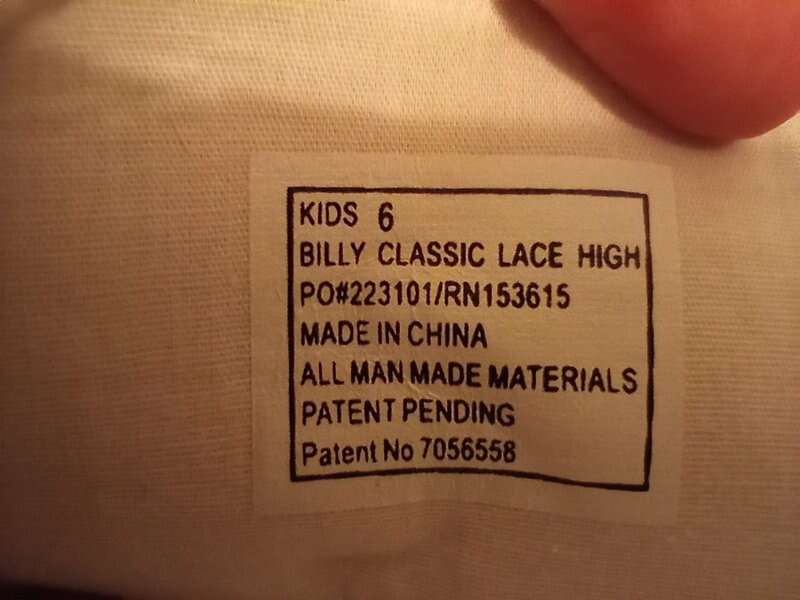 KIDS 6
BILLY CLASSIC LACE HIGH
PO#223101/RN153615
MADE IN CHINA
ALL MAN MADE MATERIALS
PATENT PENDING
Patent No 7056558